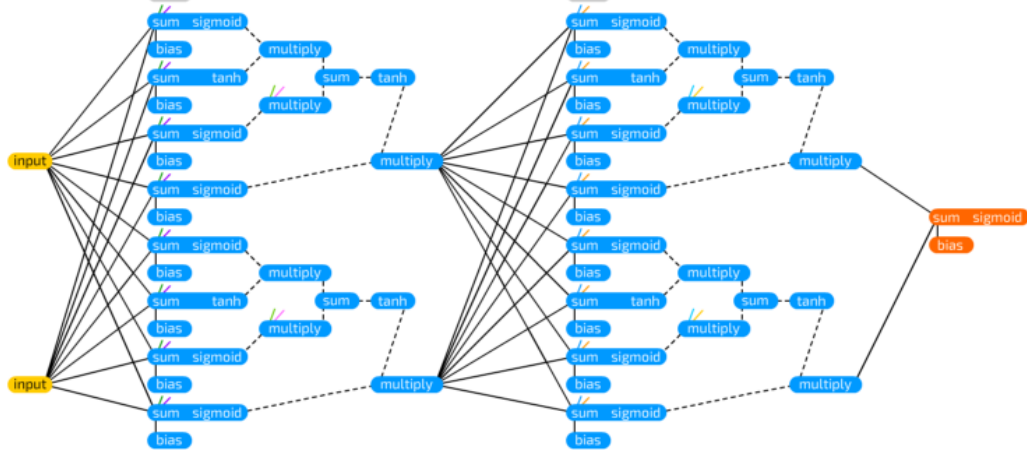 sum sigmoid sum sigmoid
bias multiply bias multiply
sum tanh sum tanh sum tanh sum tanh
bias multiply bias multiply
sum sigmoid sum sigmoid
input bias multiply bias multiply
sum sigmoid sum sigmoid
bias bias sum sigmoid
sum sigmoid sum sigmoid bias
bias multiply bias multiply
sum tanh sum tanh sum tanh sum tanh
bias multiply bias multiply
sum sigmoid sum sigmoid
input bias multiply bias multiply
sum sigmoid sum sigmoid
bias bias